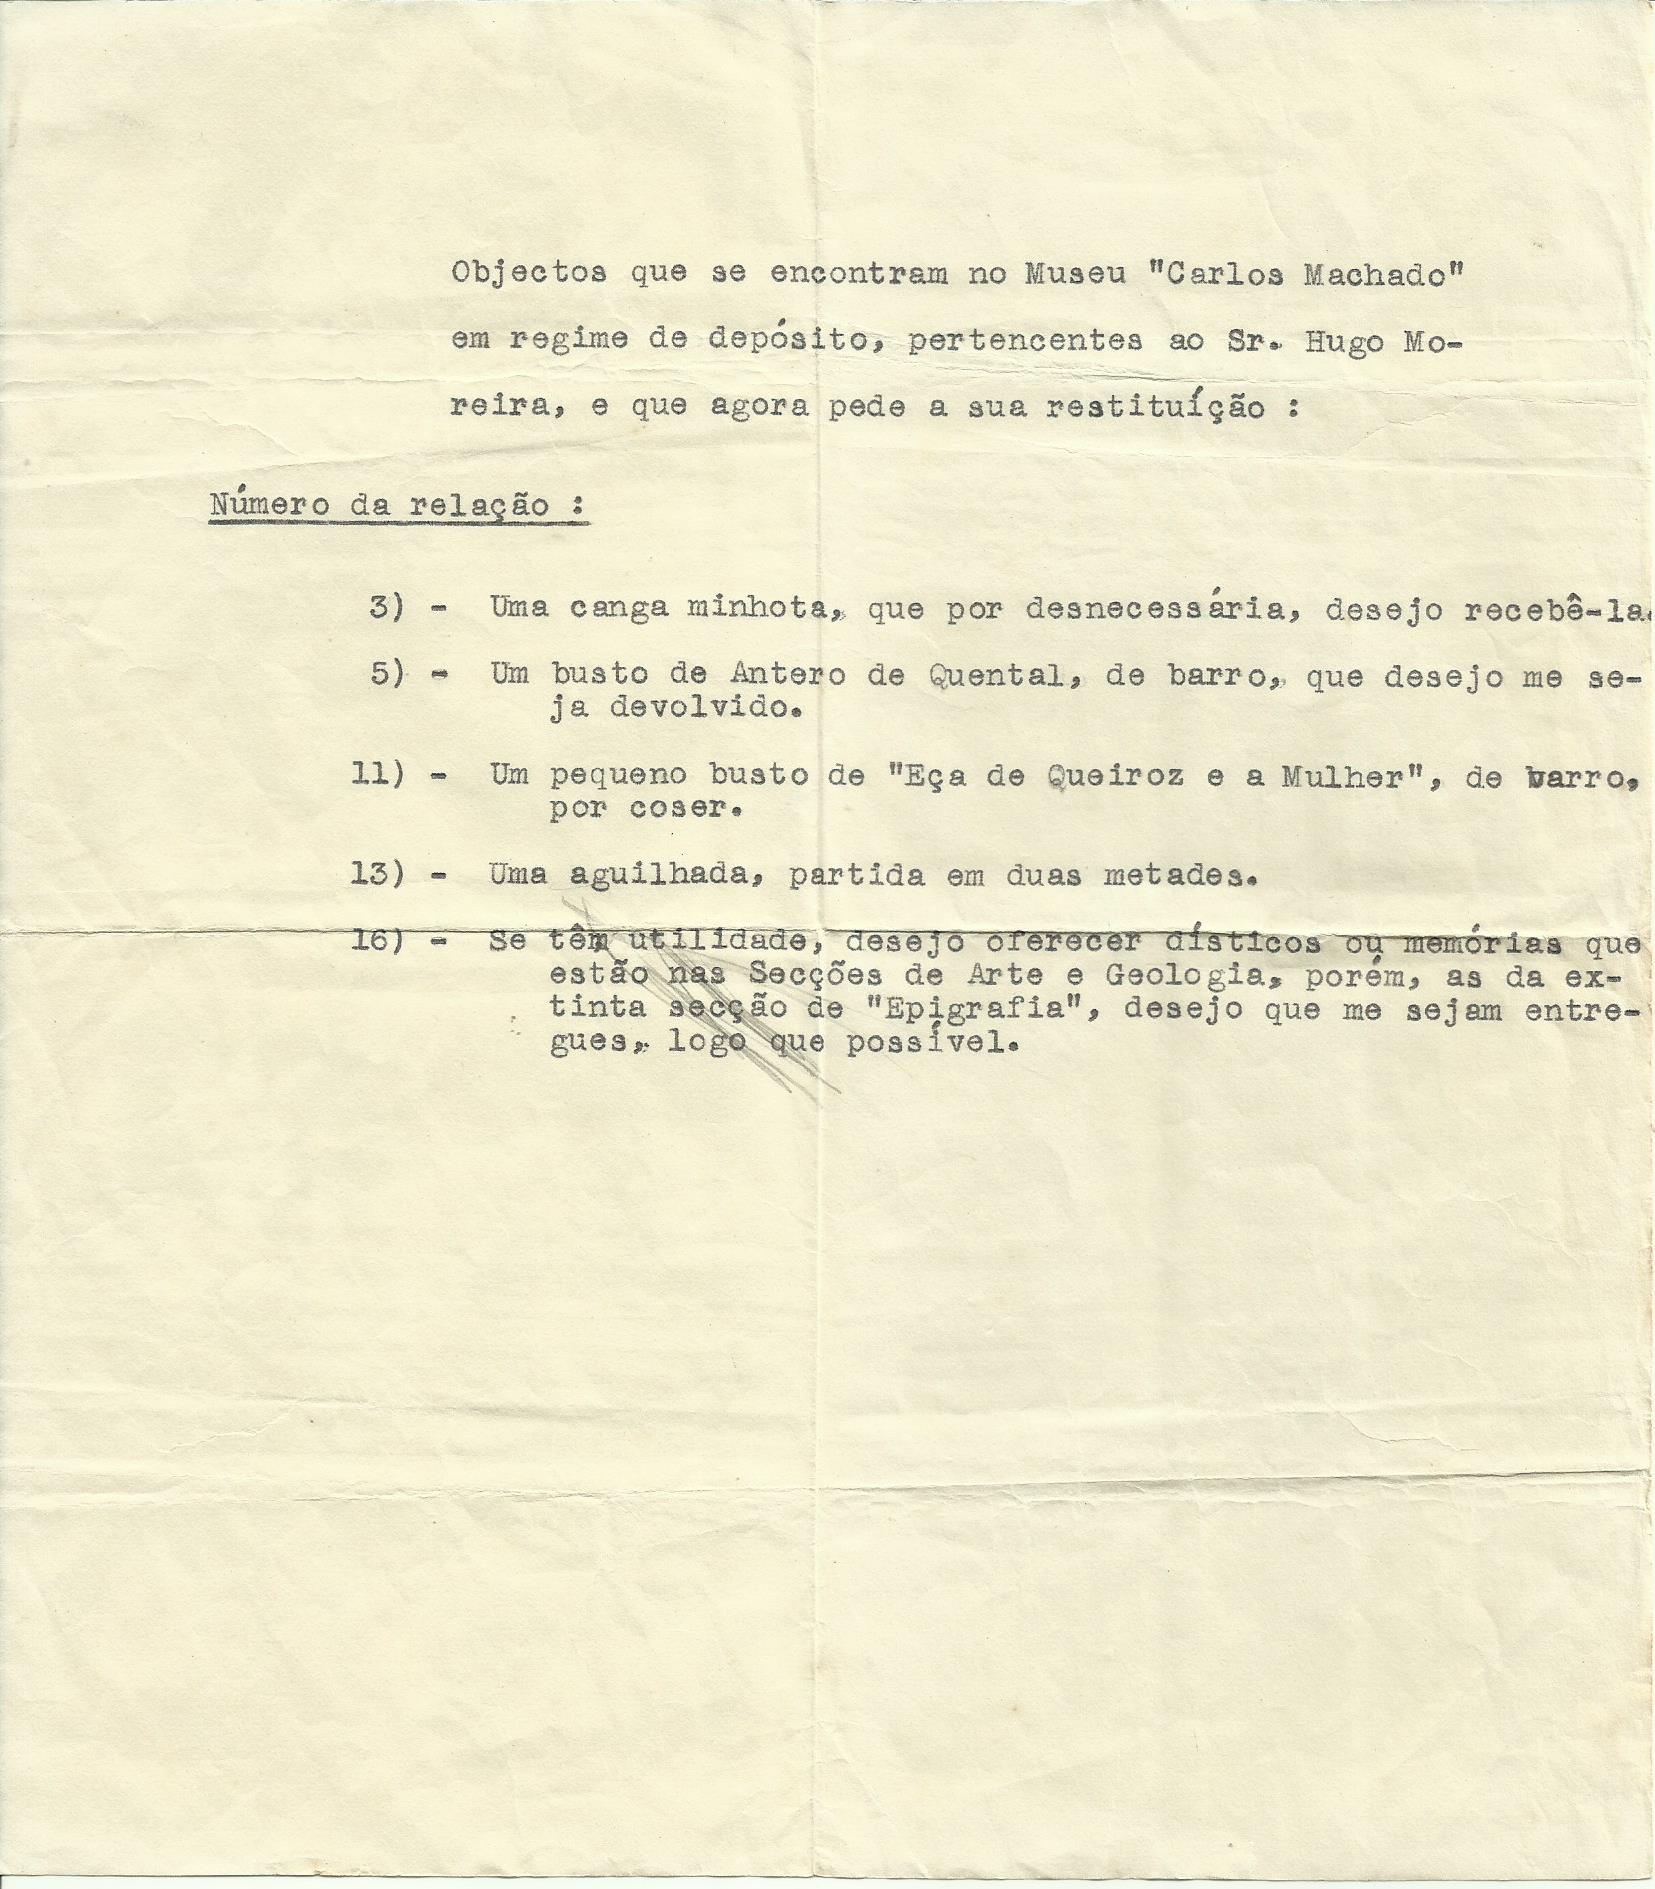 Objectos que se encontram no Museu "Carlos Machado"
em regime de depósito, pertencentes ao Sr. Hugo Mo-
reira, e que agora pede a sua restituíção :
Número da relação :
3) - Uma canga minhota, que por desnecessária, desejo recebê-la.
5) - Um busto de Antero de Quental, de barro, que desejo me se-
ja devolvido.
11) - Um pequeno busto de "Eça de Queiroz e a Mulher", de barro,
por coser.
13) - Uma aguilhada, partida em duas metades.
16) - Se têm utilidade, desejo oferecer dísticos ou memórias que
estão nas Secções de Arte e Geologia, porém, as da ex-
tinta secção de "Epigrafia", desejo que me sejam entre-
gues, logo que possível.